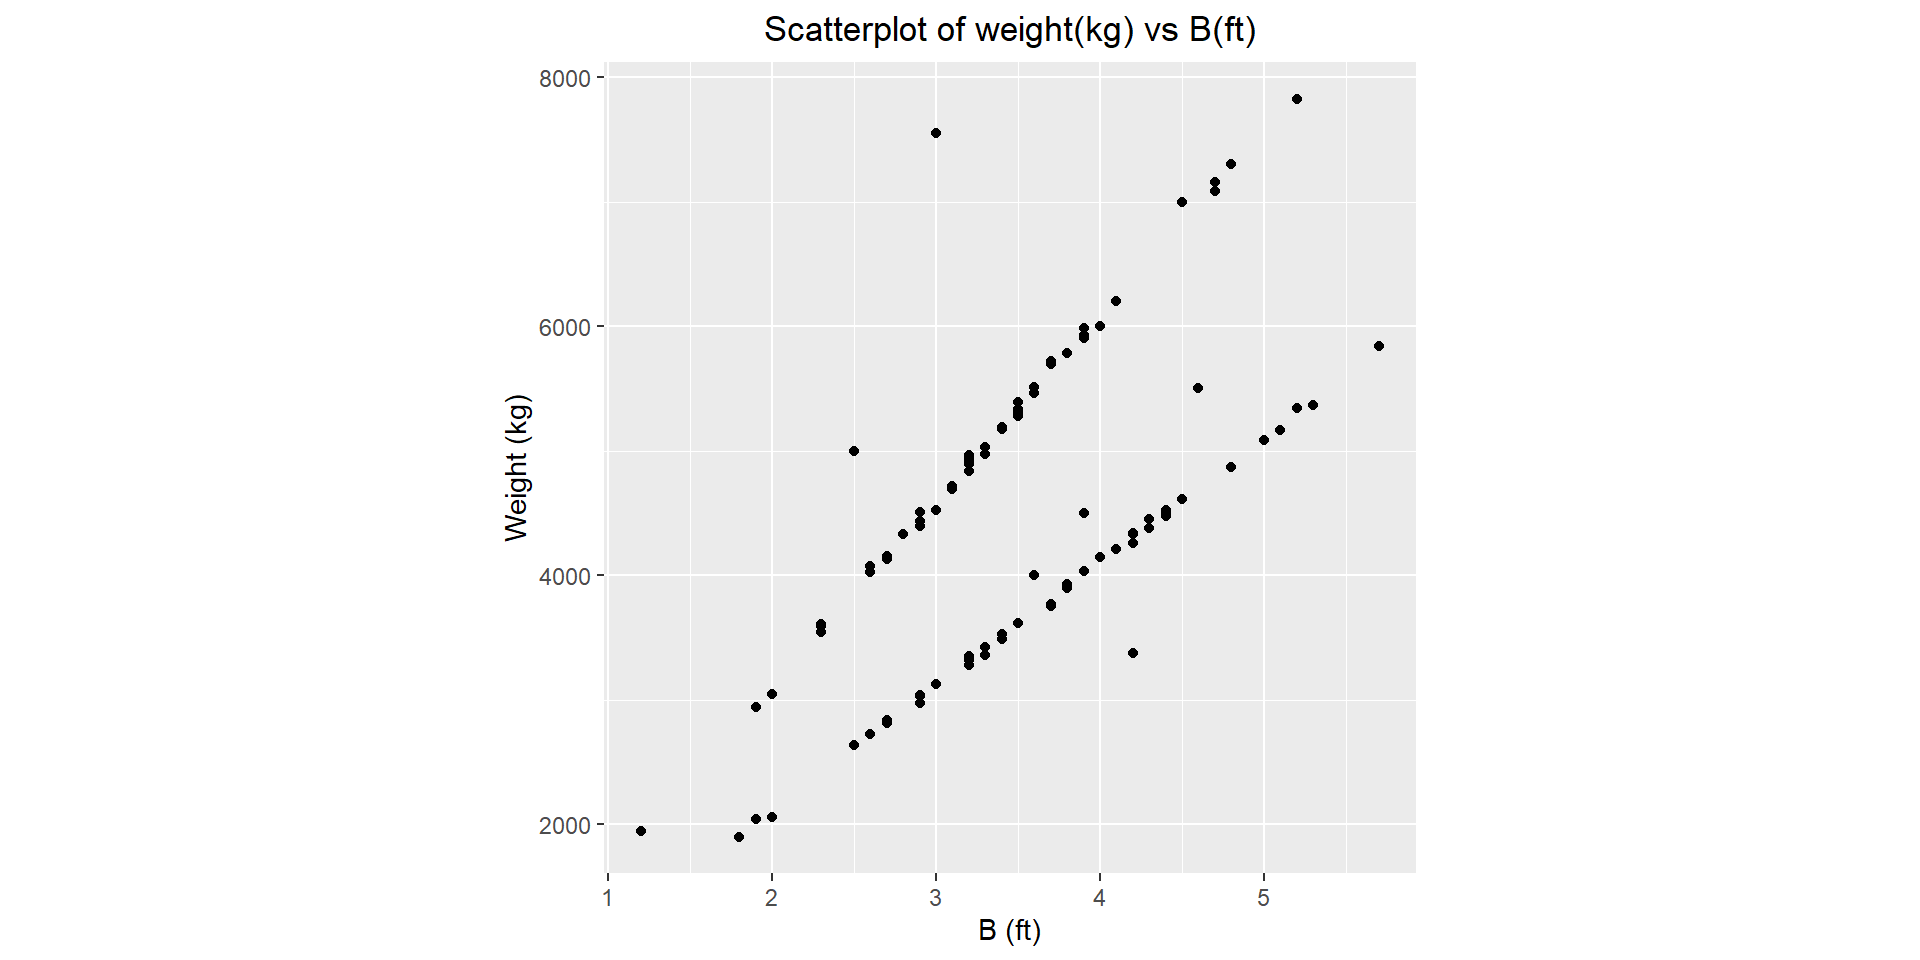 Scatterplot of weight(kg) vs B(ft)
8000
6000
4000
2000
Weight (kg)
1 2 3 4 5
B (ft)